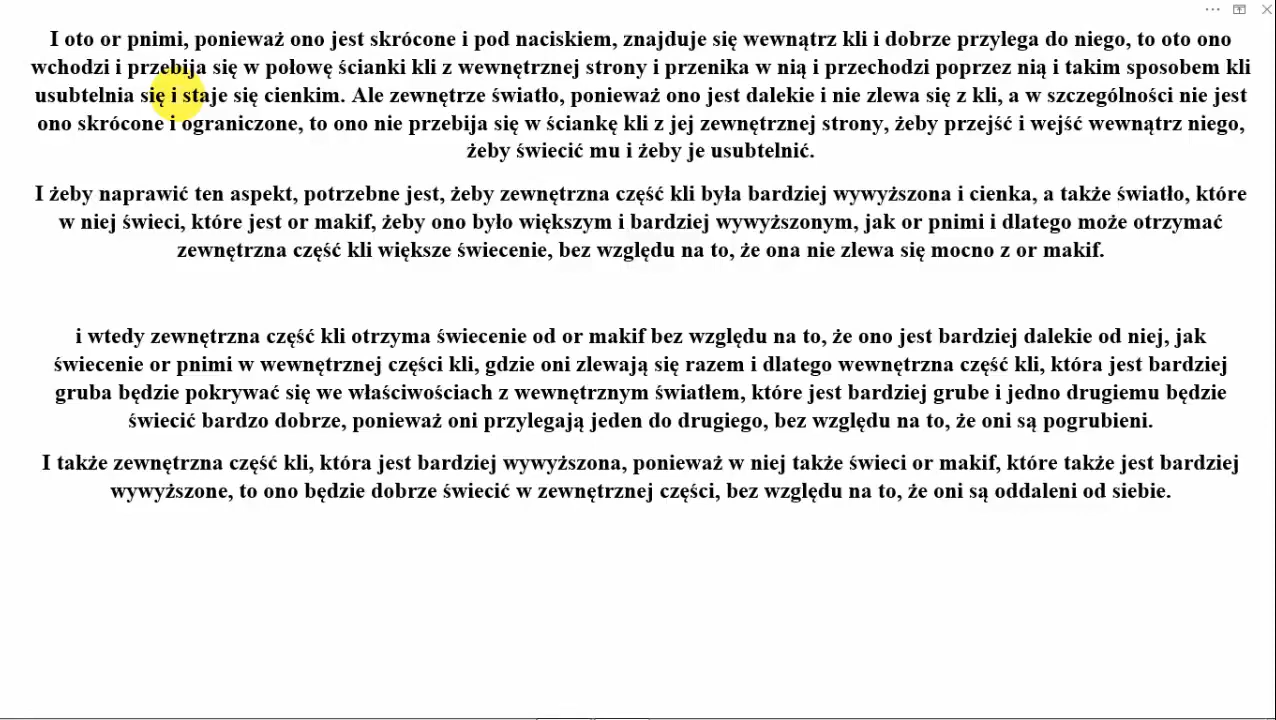 I oto or pnimi, ponieważ ono jest skrócone i pod naciskiem, znajduje się wewnątrz kli i dobrze przylega do niego, to oto ono
wchodzi i przebija się w połowę ścianki kli z wewnętrznej strony i przenika w nią i przechodzi poprzez nią i takim sposobem kli
usubtelnia się i staje się cienkim. Ale zewnętrze światło, ponieważ ono jest dalekie i nie zlewa się z kli, a w szczególności nie jest
ono skrócone i ograniczone, to ono nie przebija się w ściankę kli z jej zewnętrznej strony, żeby przejść i wejść wewnątrz niego,
żeby świecić mu i żeby je usubtelnić.
I żeby naprawić ten aspekt, potrzebne jest, żeby zewnętrzna część kli była bardziej wywyższona i cienka, a także światło, które
w niej świeci, które jest or makif, żeby ono było większym i bardziej wywyższonym, jak or pnimi i dlatego może otrzymać
zewnętrzna część kli większe świecenie, bez względu na to, że ona nie zlewa się mocno z or makif.
i wtedy zewnętrzna część kli otrzyma świecenie od or makif bez względu na to, że ono jest bardziej dalekie od niej, jak
świecenie or pnimi w wewnętrznej części kli, gdzie oni zlewają się razem i dlatego wewnętrzna część kli, która jest bardziej
gruba będzie pokrywać się we właściwościach z wewnętrznym światłem, które jest bardziej grube i jedno drugiemu będzie
świecić bardzo dobrze, ponieważ oni przylegają jeden do drugiego, bez względu na to, że oni są pogrubieni.
I także zewnętrzna część kli, która jest bardziej wywyższona, ponieważ w niej także świeci or makif, które także jest bardziej
wywyższone, to ono będzie dobrze świecić w zewnętrznej części, bez względu na to, że oni są oddaleni od siebie.